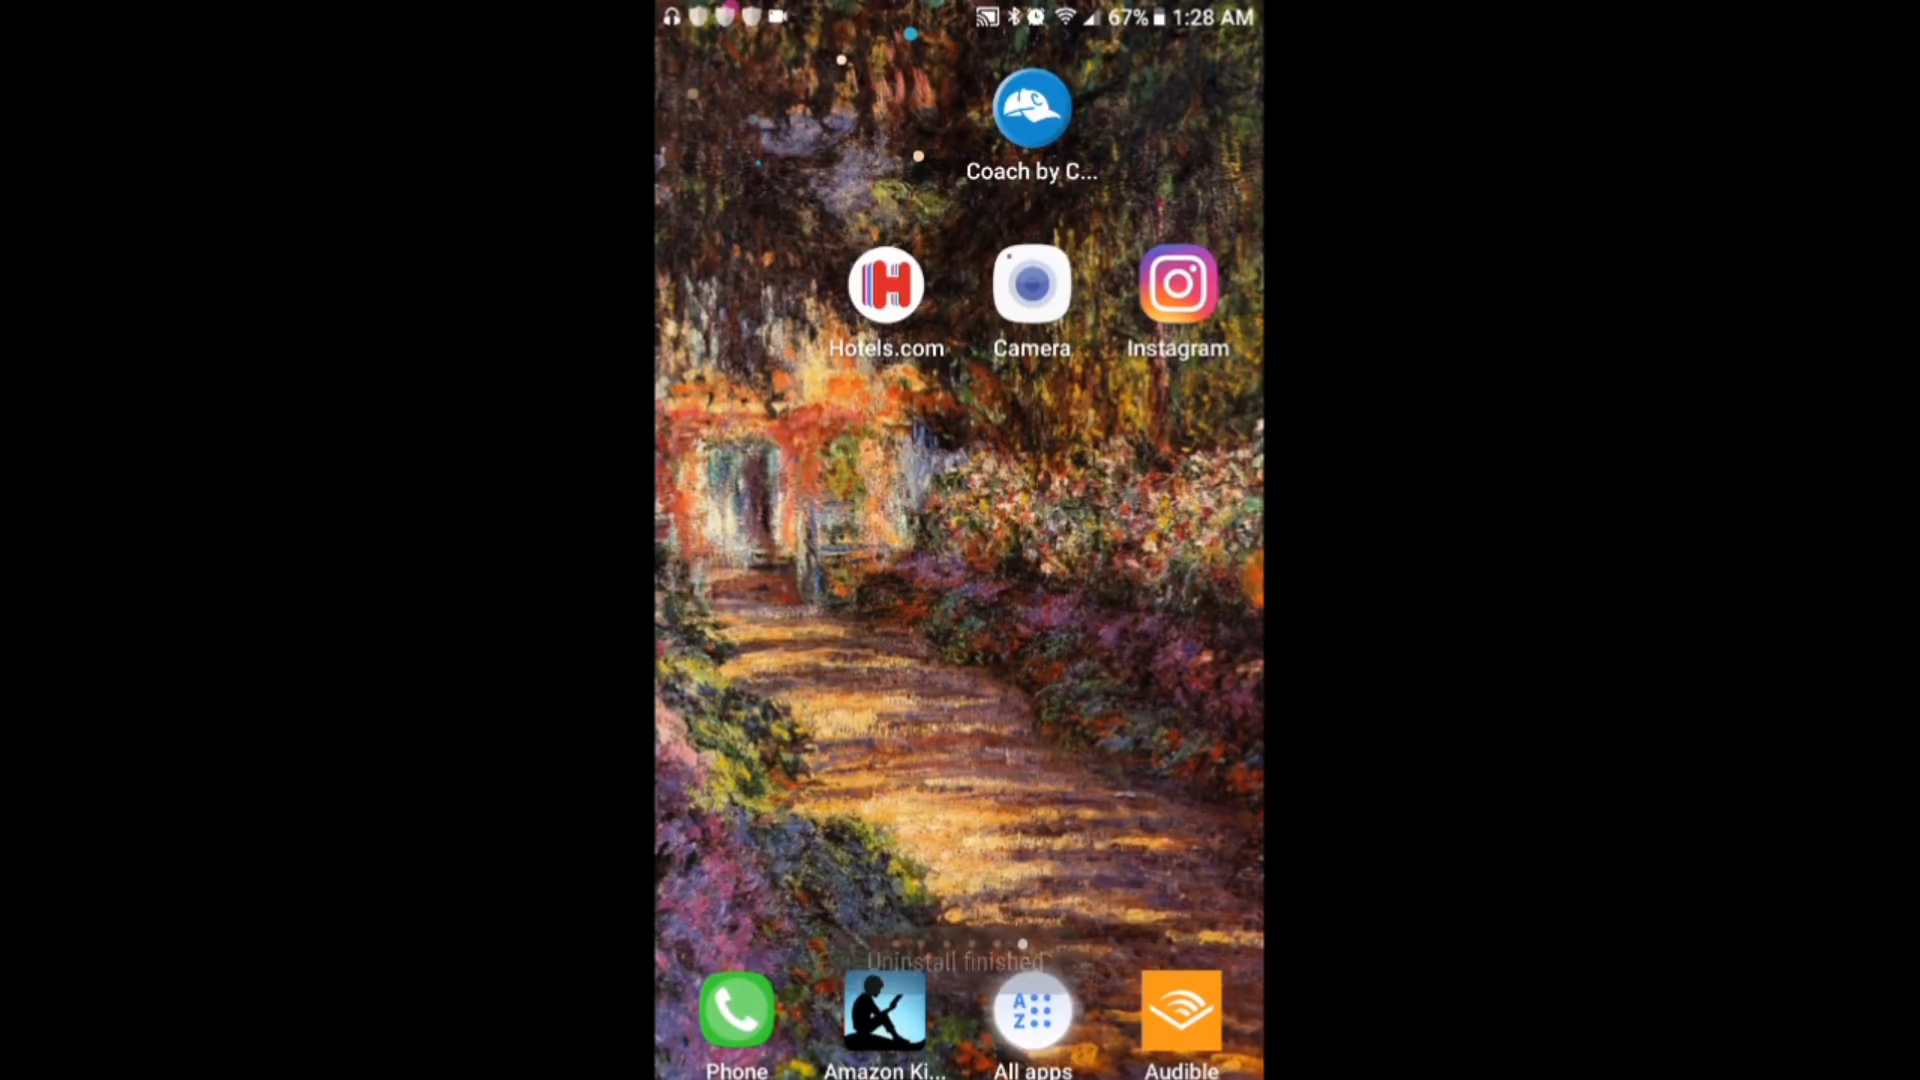 67% 1:28 AM
C
Coach by C...
H
Hotels.com
Camera
Instagram
Uninstall finished
A
Z
Phone
Amazon Ki...
All apps
Audible